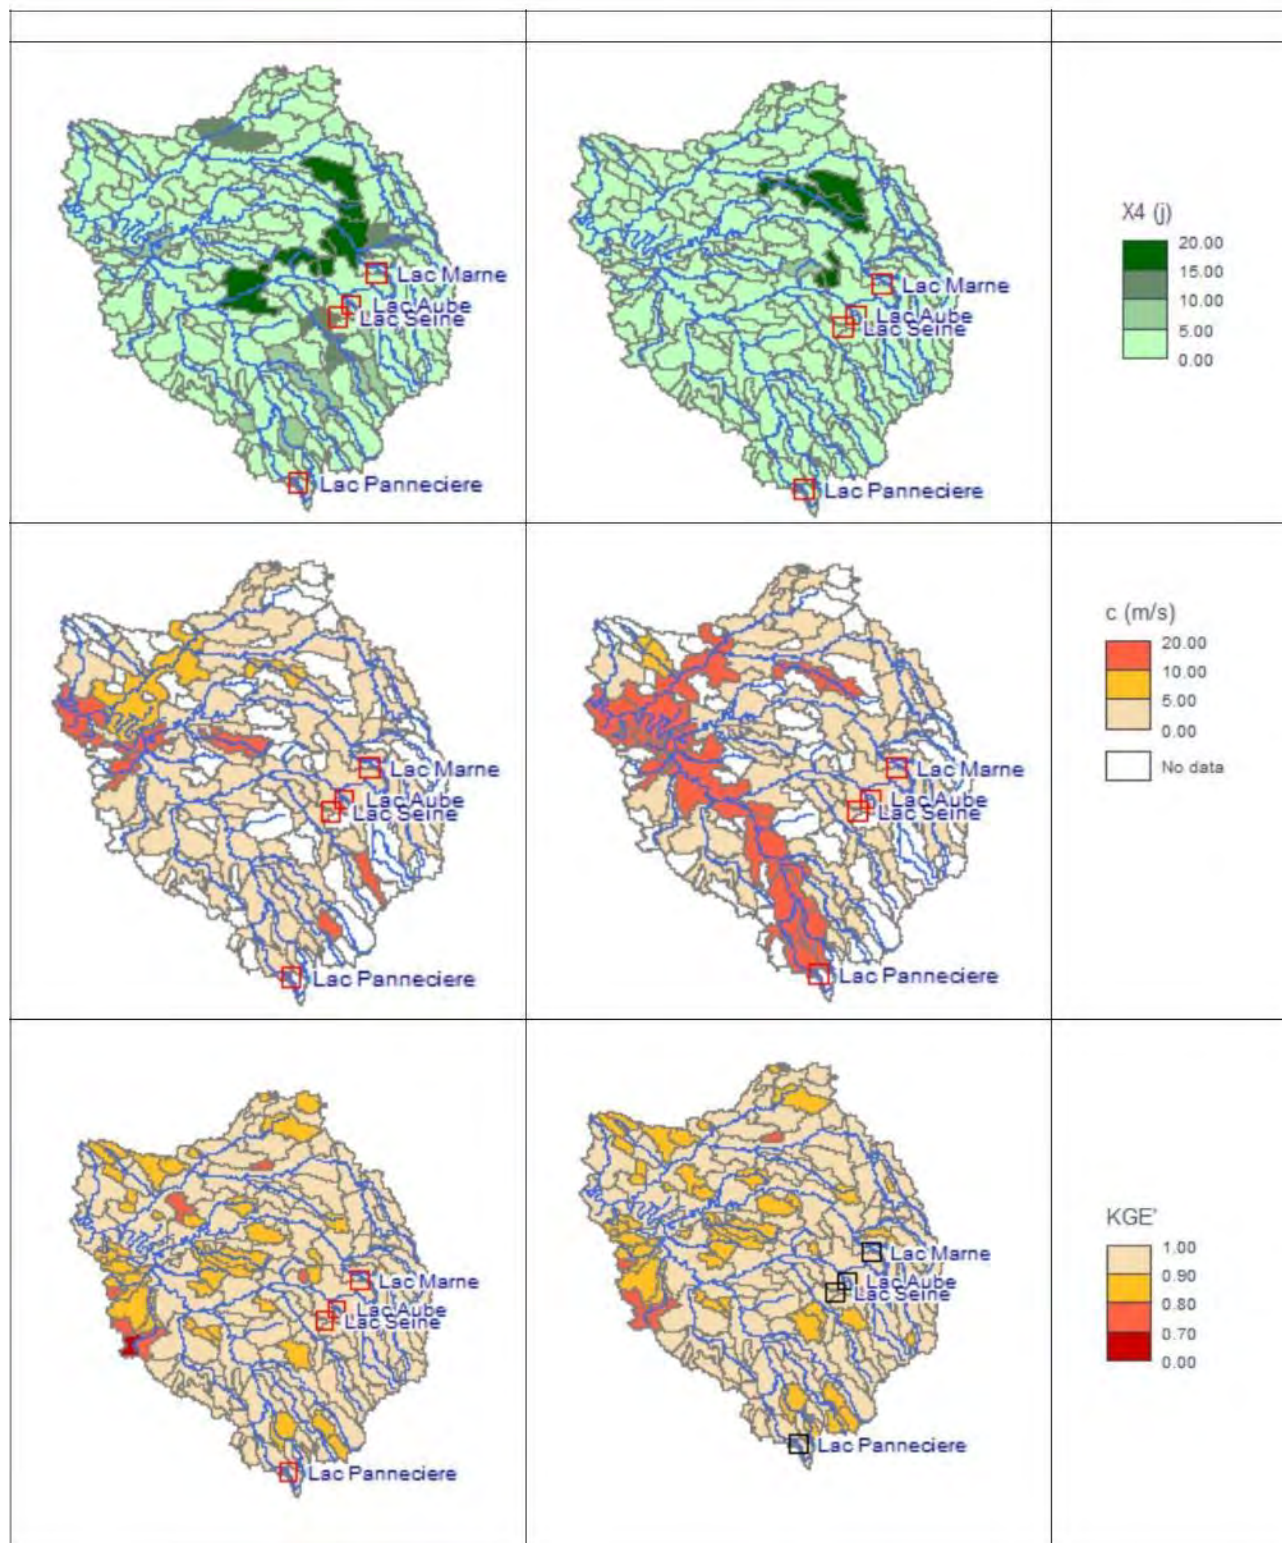 Lac Marne
Lac Aube
Lac Seine
Lac Panneciere
Lac Marne
Lac Aube
Lac Seine
Lac Panneciere
X4 (j)
20.00
15.00
10.00
5.00
0.00
Lac Marne
Lac Aube
Lac Seine
Lac Panneciere
Lac Marne
Lac Aube
Lac Seine
Lac Panneciere
c (m/s)
20.00
10.00
5.00
0.00
No data
Lac Marne
Lac Aube
Lac Seine
Lac Panneciere
Lac Marne
Lac Aube
Lac Seine
Lac Panneciere
KGE'
1.00
0.90
0.80
0.70
0.00